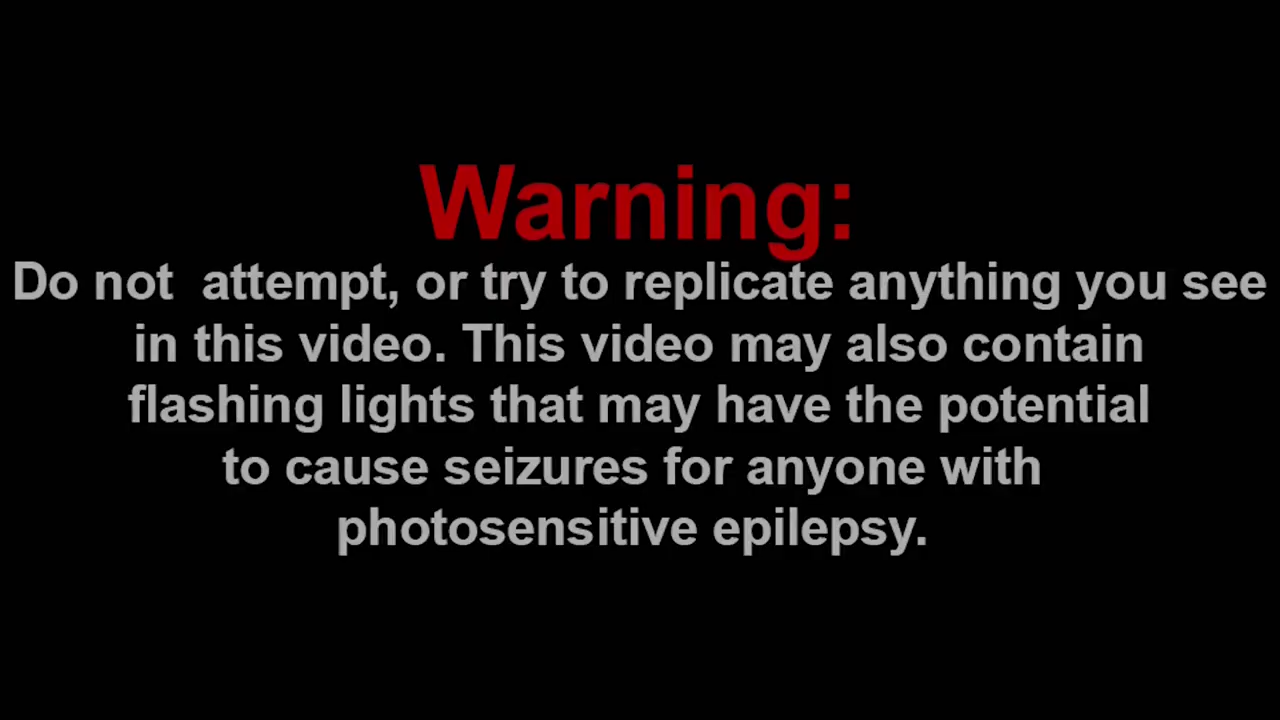 Warning:
Do not  attempt, or try to replicate anything you see
in this video. This video may also contain
flashing lights that may have the potential
to cause seizures for anyone with
photosensitive epilepsy.